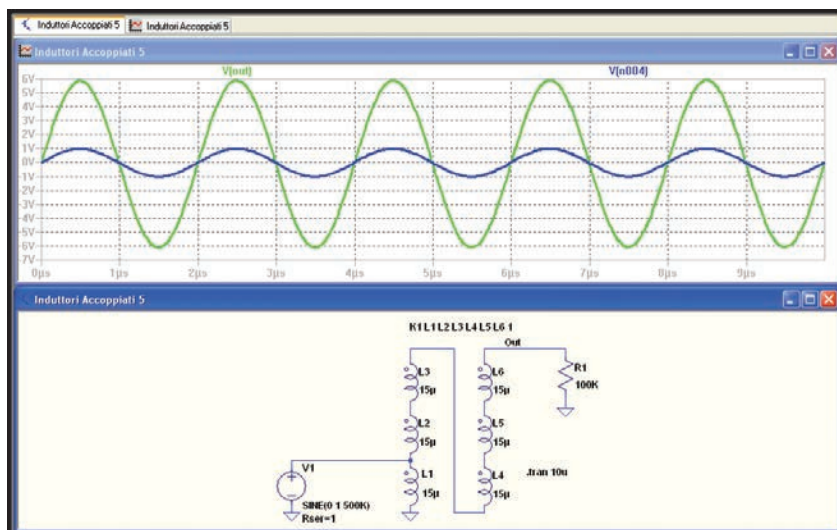 Induttori Accoppiati 5
Induttori Accoppiati 5
Induttori Accoppiati 5
V(out)
V(n004)
6V
5V
4V
3V
2V
1V
0V
-1V
-2V
-3V
-4V
-5V
-6V
-7V
0µs
1µs
2µs
3µs
4µs
5µs
6µs
7µs
8µs
9µs
Induttori Accoppiati 5
K1 L1 L2 L3 L4 L5 L6 1
Out
L3
15µ
L6
15µ
R1
100K
L2
15µ
L5
15µ
V1
L1
15µ
L4
15µ
.tran 10u
SINE(0 1 500K)
Rser=1